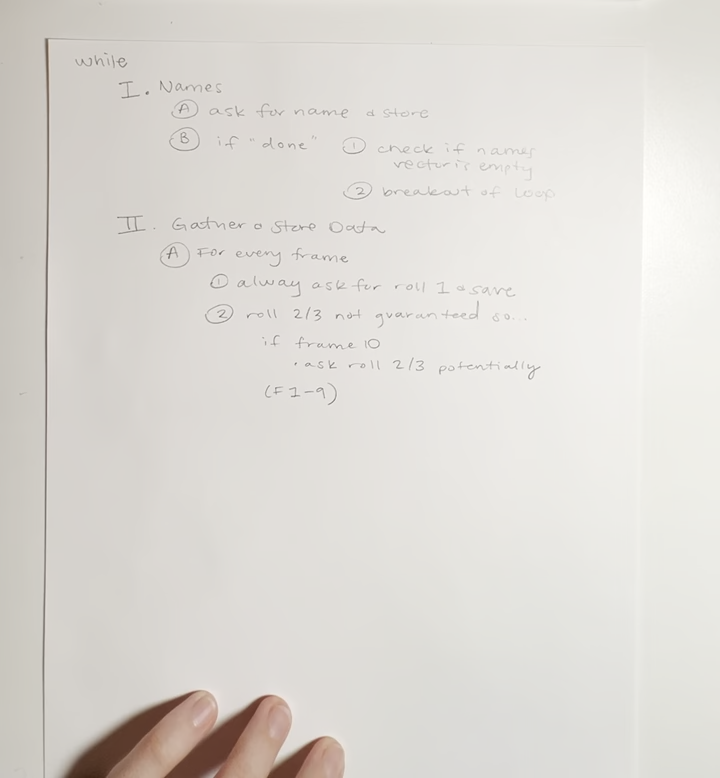 while
I. Names
A ask for name & store
B if "done" 1 check if names
vector is empty
2 breakout of loop
II. Gather & Store Data
A For every frame
1 alway ask for roll 1 & save
2 roll 2/3 not guaranteed so...
if frame 10
• ask roll 2/3 potentially
(F 1-9)